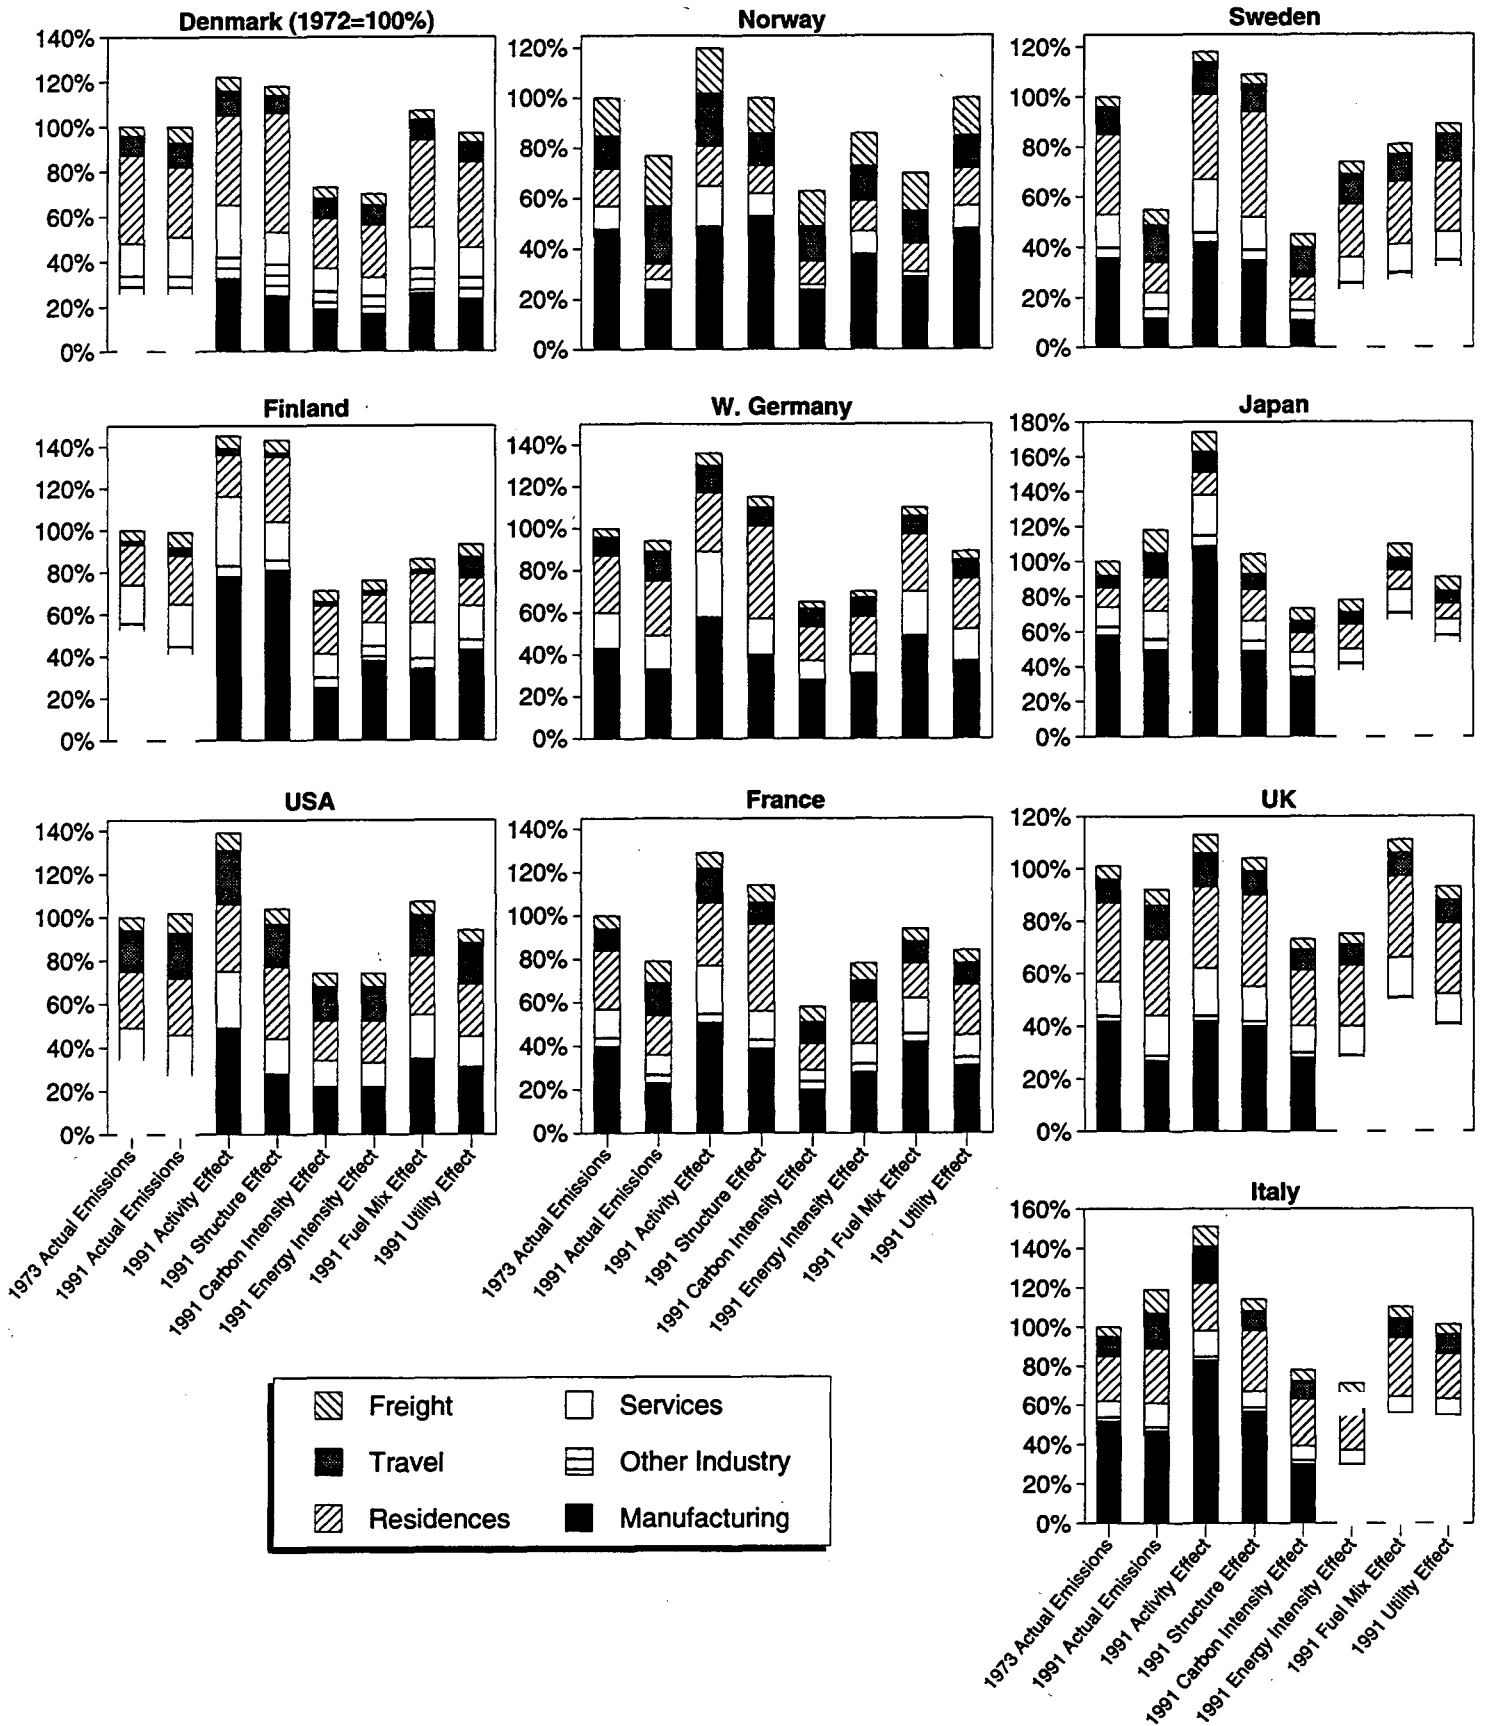 Denmark (1972=100%)
140%
120%
100%
80%
60%
40%
20%
0%
Norway
120%
100%
80%
60%
40%
20%
0%
Sweden
120%
100%
80%
60%
40%
20%
0%
Finland
140%
120%
100%
80%
60%
40%
20%
0%
W. Germany
140%
120%
100%
80%
60%
40%
20%
0%
Japan
180%
160%
140%
120%
100%
80%
60%
40%
20%
0%
USA
140%
120%
100%
80%
60%
40%
20%
0%
1973 Actual Emissions
1991 Actual Emissions
1991 Activity Effect
1991 Structure Effect
1991 Carbon Intensity Effect
1991 Energy Intensity Effect
1991 Fuel Mix Effect
1991 Utility Effect
France
140%
120%
100%
80%
60%
40%
20%
0%
1973 Actual Emissions
1991 Actual Emissions
1991 Activity Effect
1991 Structure Effect
1991 Carbon Intensity Effect
1991 Energy Intensity Effect
1991 Fuel Mix Effect
1991 Utility Effect
UK
120%
100%
80%
60%
40%
20%
0%
Italy
160%
140%
120%
100%
80%
60%
40%
20%
0%
1973 Actual Emissions
1991 Actual Emissions
1991 Activity Effect
1991 Structure Effect
1991 Carbon Intensity Effect
1991 Energy Intensity Effect
1991 Fuel Mix Effect
1991 Utility Effect
Freight
Services
Travel
Other Industry
Residences
Manufacturing